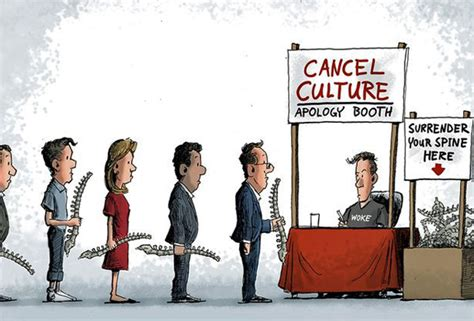 CANCEL
CULTURE
APOLOGY BOOTH
SURRENDER
YOUR SPINE
HERE
WOKE